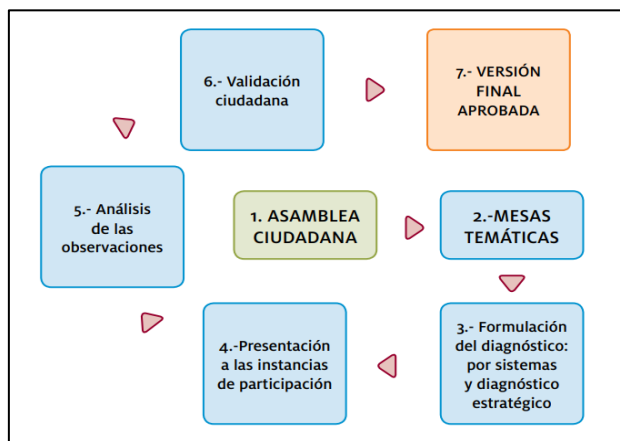 1. ASAMBLEA
CIUDADANA
2.-MESAS
TEMÁTICAS
3.- Formulación
del diagnóstico:
por sistemas
y diagnóstico
estratégico
4.-Presentación
a las instancias
de participación
5.- Análisis
de las
observaciones
6.- Validación
ciudadana
7.- VERSIÓN
FINAL
APROBADA